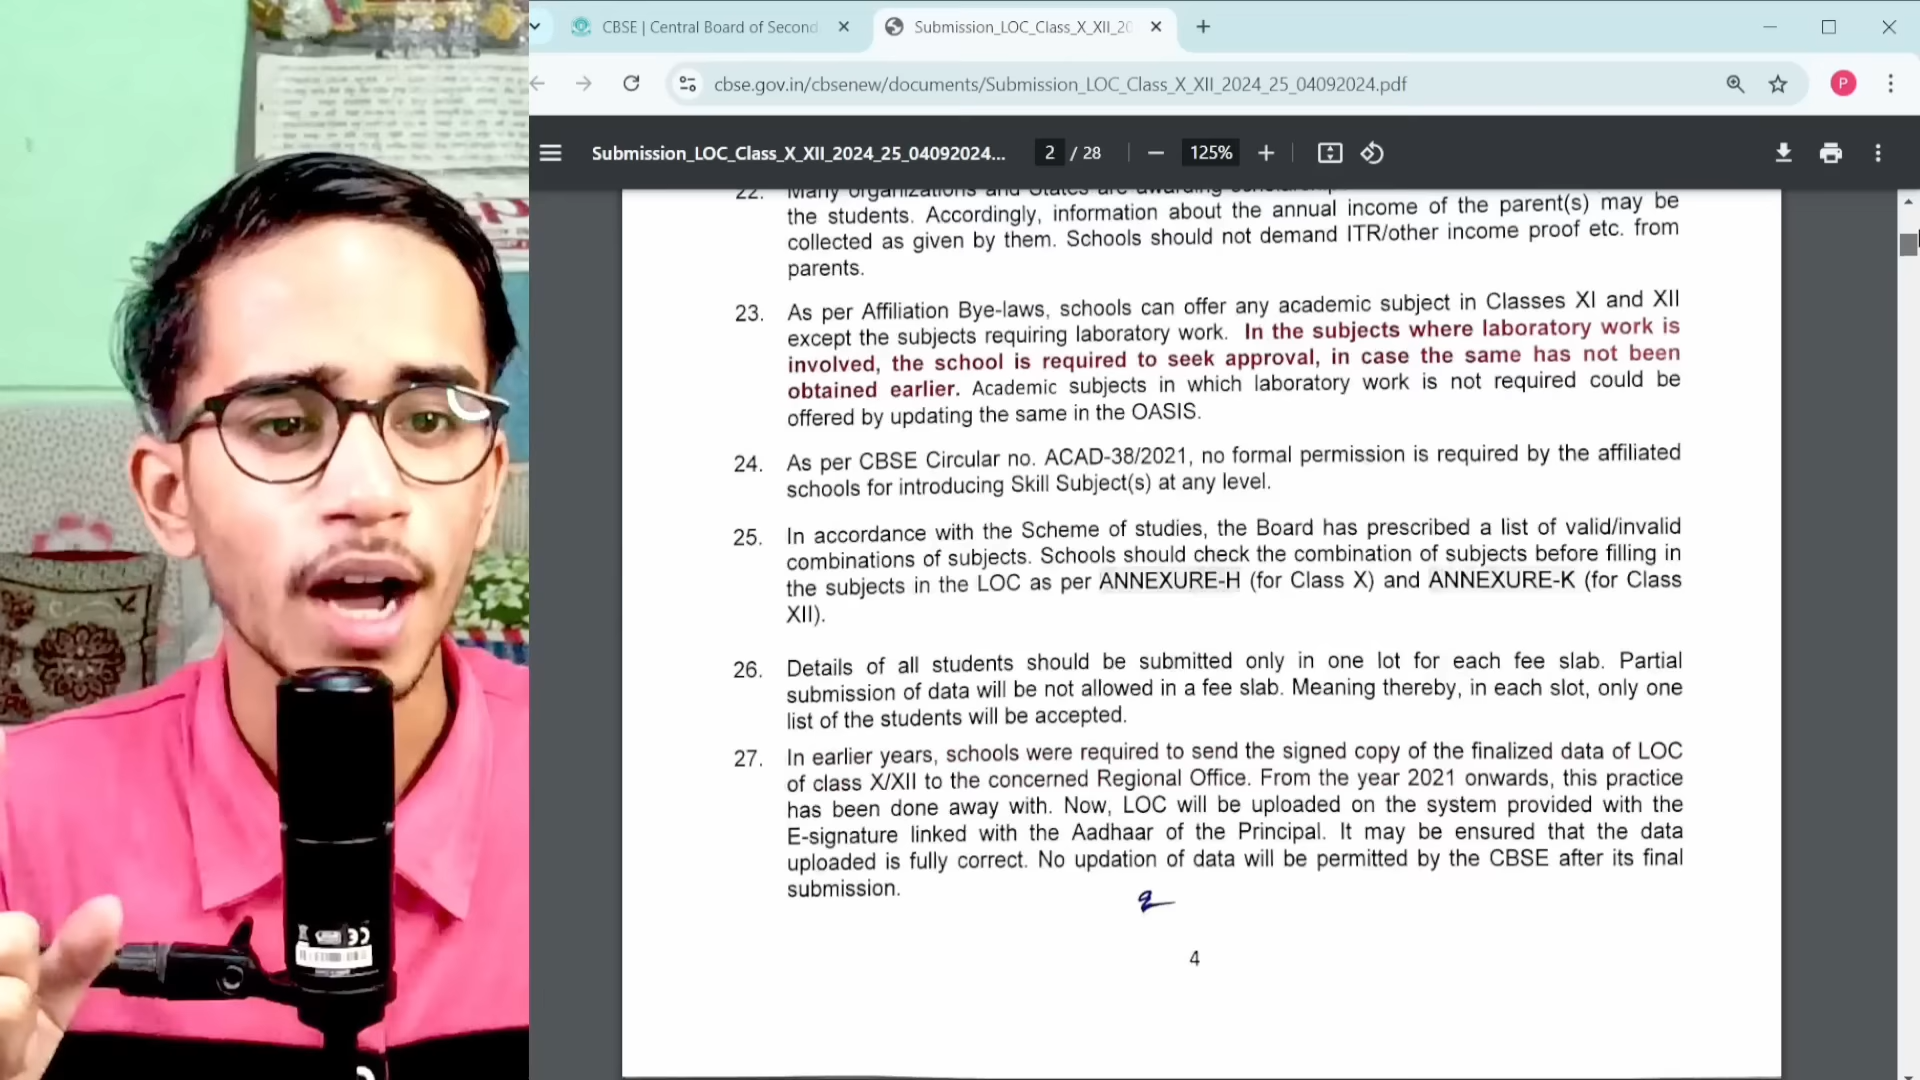 CBSE | Central Board of Second
Submission_LOC_Class_X_XII_20
cbse.gov.in/cbsenew/documents/Submission_LOC_Class_X_XII_2024_25_04092024.pdf
P
Submission_LOC_Class_X_XII_2024_25_04092024...
2 / 28
125%
22. Many organizations and States are awarding
the students. Accordingly, information about the annual income of the parent(s) may be
collected as given by them. Schools should not demand ITR/other income proof etc. from
parents.
23. As per Affiliation Bye-laws, schools can offer any academic subject in Classes XI and XII
except the subjects requiring laboratory work. In the subjects where laboratory work is
involved, the school is required to seek approval, in case the same has not been
obtained earlier. Academic subjects in which laboratory work is not required could be
offered by updating the same in the OASIS.
24. As per CBSE Circular no. ACAD-38/2021, no formal permission is required by the affiliated
schools for introducing Skill Subject(s) at any level.
25. In accordance with the Scheme of studies, the Board has prescribed a list of valid/invalid
combinations of subjects. Schools should check the combination of subjects before filling in
the subjects in the LOC as per ANNEXURE-H (for Class X) and ANNEXURE-K (for Class
XII).
26. Details of all students should be submitted only in one lot for each fee slab. Partial
submission of data will be not allowed in a fee slab. Meaning thereby, in each slot, only one
list of the students will be accepted.
27. In earlier years, schools were required to send the signed copy of the finalized data of LOC
of class X/XII to the concerned Regional Office. From the year 2021 onwards, this practice
has been done away with. Now, LOC will be uploaded on the system provided with the
E-signature linked with the Aadhaar of the Principal. It may be ensured that the data
uploaded is fully correct. No updation of data will be permitted by the CBSE after its final
submission.
4